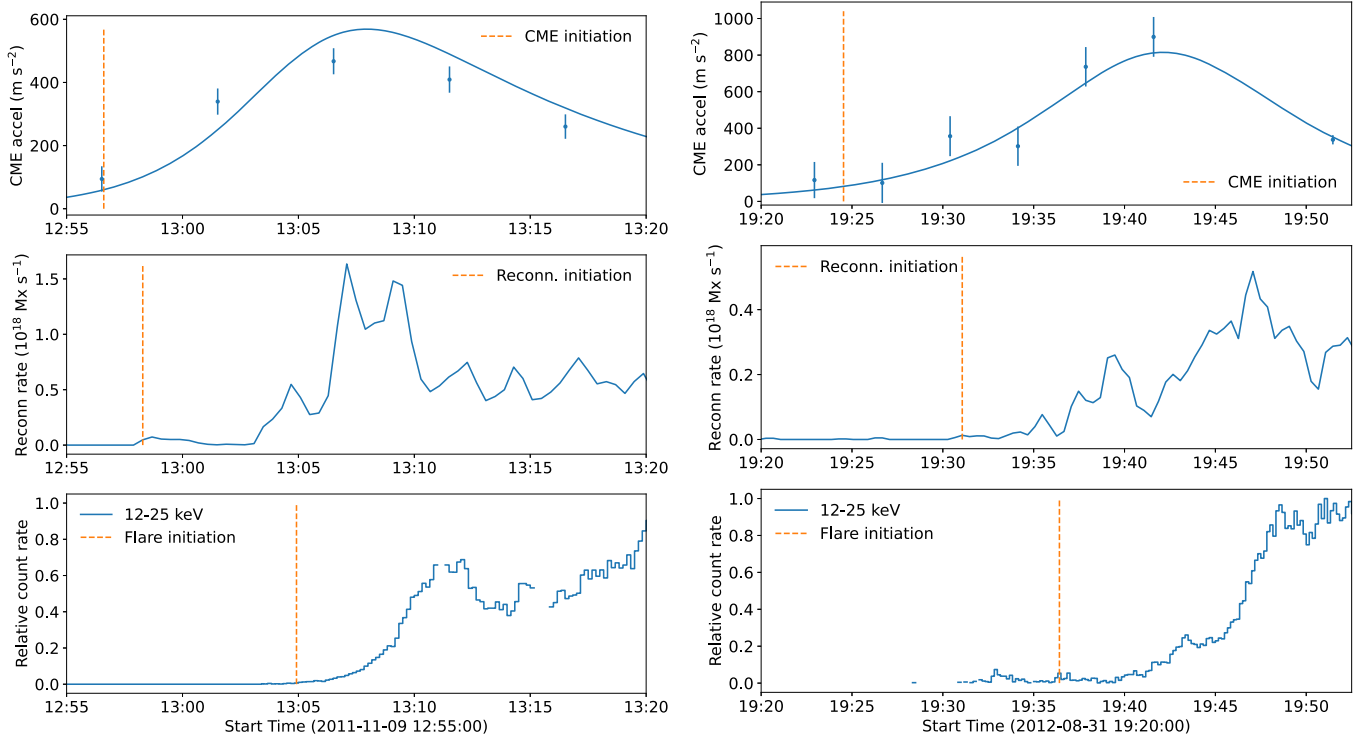 600
400
200
0
CME accel (m s⁻²)
CME initiation
12:55 13:00 13:05 13:10 13:15 13:20
1.5
1.0
0.5
0.0
Reconn rate (10¹⁸ Mx s⁻¹)
Reconn. initiation
12:55 13:00 13:05 13:10 13:15 13:20
1.0
0.8
0.6
0.4
0.2
0.0
Relative count rate
12-25 keV
Flare initiation
12:55 13:00 13:05 13:10 13:15 13:20
Start Time (2011-11-09 12:55:00)
1000
800
600
400
200
0
CME accel (m s⁻²)
CME initiation
19:20 19:25 19:30 19:35 19:40 19:45 19:50
0.4
0.2
0.0
Reconn rate (10¹⁸ Mx s⁻¹)
Reconn. initiation
19:20 19:25 19:30 19:35 19:40 19:45 19:50
1.0
0.8
0.6
0.4
0.2
0.0
Relative count rate
12-25 keV
Flare initiation
19:20 19:25 19:30 19:35 19:40 19:45 19:50
Start Time (2012-08-31 19:20:00)